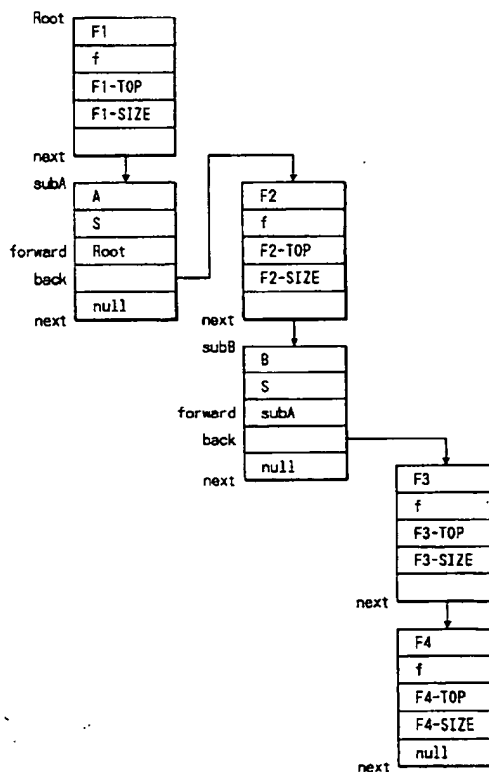 Root
F1
f
F1-TOP
F1-SIZE
next
subA
A
S
forward Root
back
null
next
F2
f
F2-TOP
F2-SIZE
next
subB
B
S
forward subA
back
null
next
F3
f
F3-TOP
F3-SIZE
next
F4
f
F4-TOP
F4-SIZE
null
next